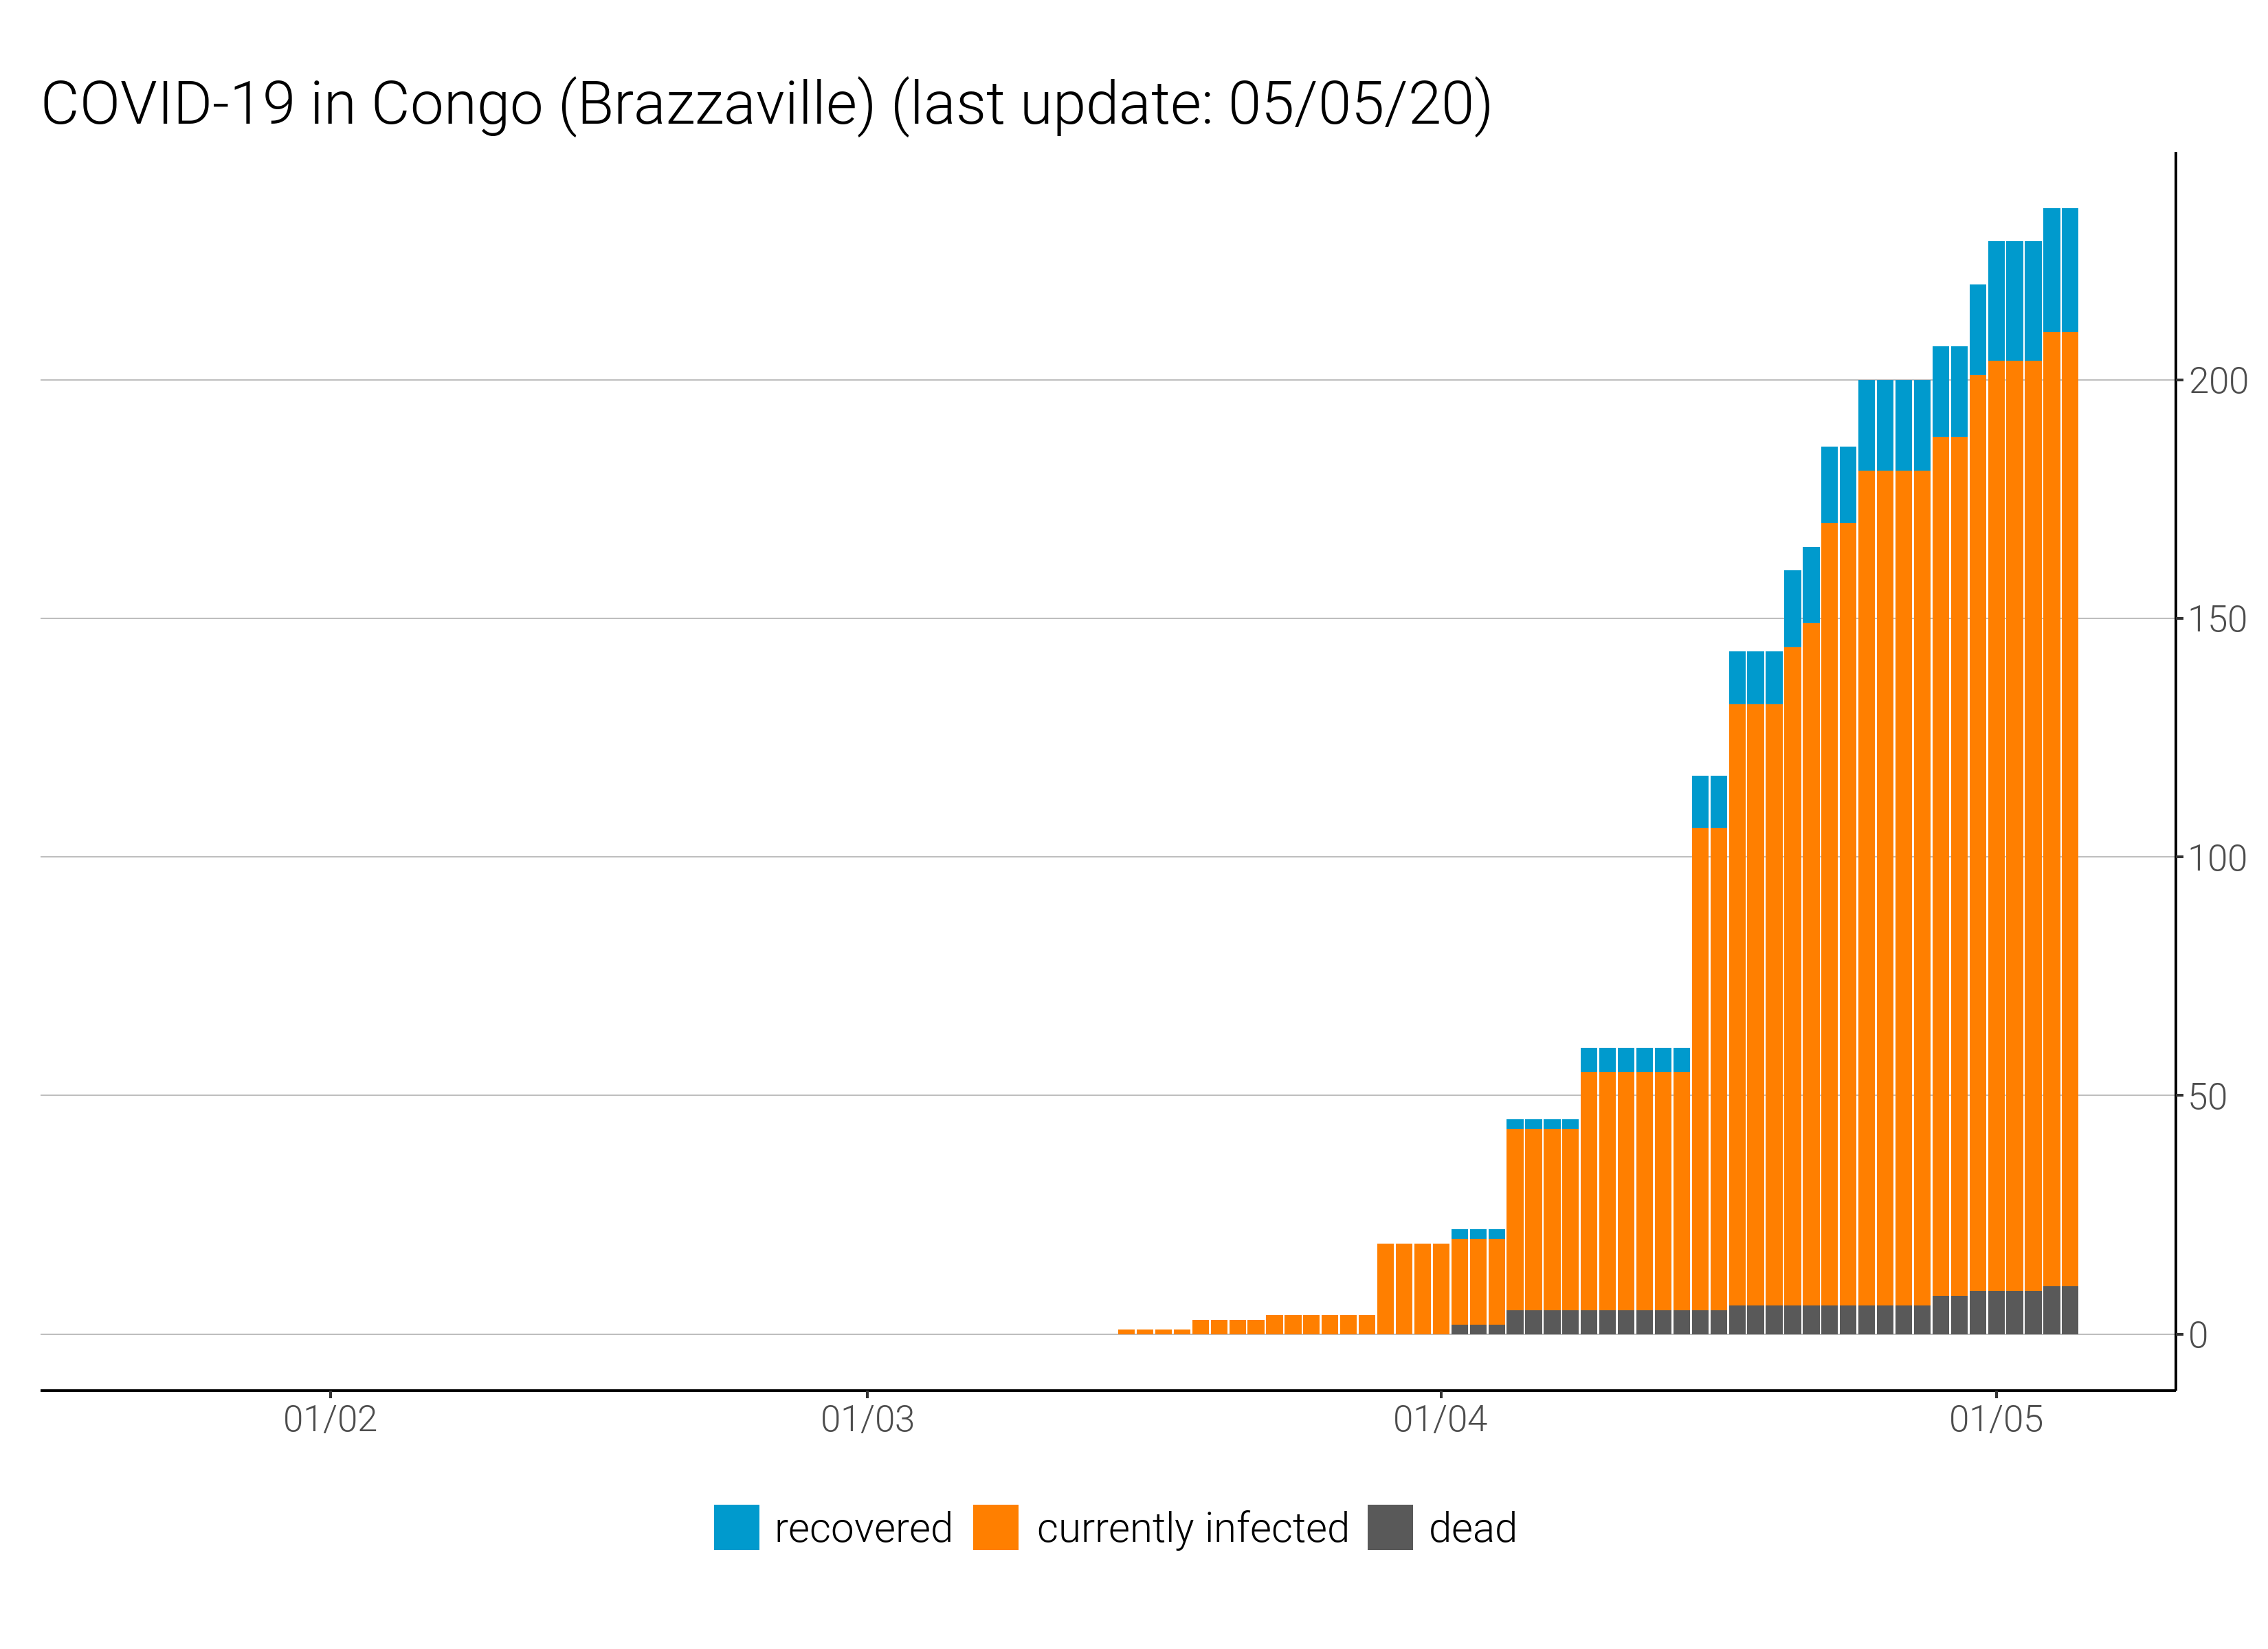 COVID-19 in Congo (Brazzaville) (last update: 05/05/20)
200
150
100
50
0
01/02 01/03 01/04 01/05
recovered currently infected dead